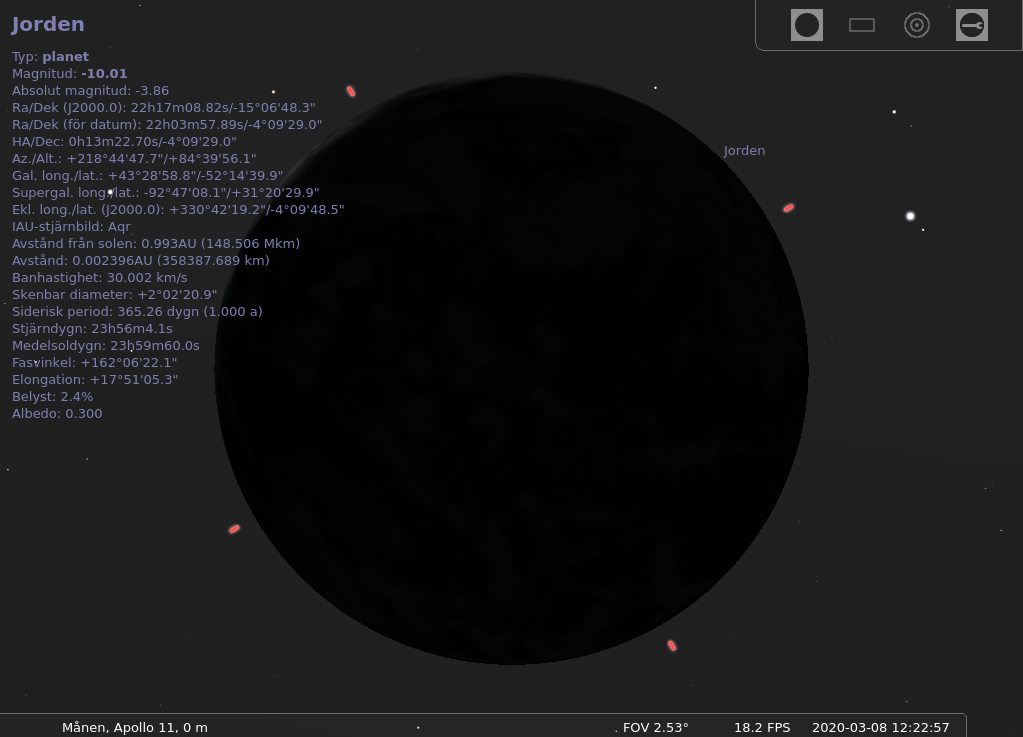 Jorden
Typ: planet
Magnitud: -10.01
Absolut magnitud: -3.86
Ra/Dek (J2000.0): 22h17m08.82s/-15°06'48.3"
Ra/Dek (för datum): 22h03m57.89s/-4°09'29.0"
HA/Dec: 0h13m22.70s/-4°09'29.0"
Az./Alt.: +218°44'47.7"/+84°39'56.1"
Gal. long./lat.: +43°28'58.8"/-52°14'39.9"
Supergal. long./lat.: -92°47'08.1"/+31°20'29.9"
Ekl. long./lat. (J2000.0): +330°42'19.2"/-4°09'48.5"
IAU-stjärnbild: Aqr
Avstånd från solen: 0.993AU (148.506 Mkm)
Avstånd: 0.002396AU (358387.689 km)
Banhastighet: 30.002 km/s
Skenbar diameter: +2°02'20.9"
Siderisk period: 365.26 dygn (1.000 a)
Stjärndygn: 23h56m4.1s
Medelsoldygn: 23h59m60.0s
Fasvinkel: +162°06'22.1"
Elongation: +17°51'05.3"
Belyst: 2.4%
Albedo: 0.300
Jorden
Månen, Apollo 11, 0 m
FOV 2.53°
18.2 FPS
2020-03-08 12:22:57